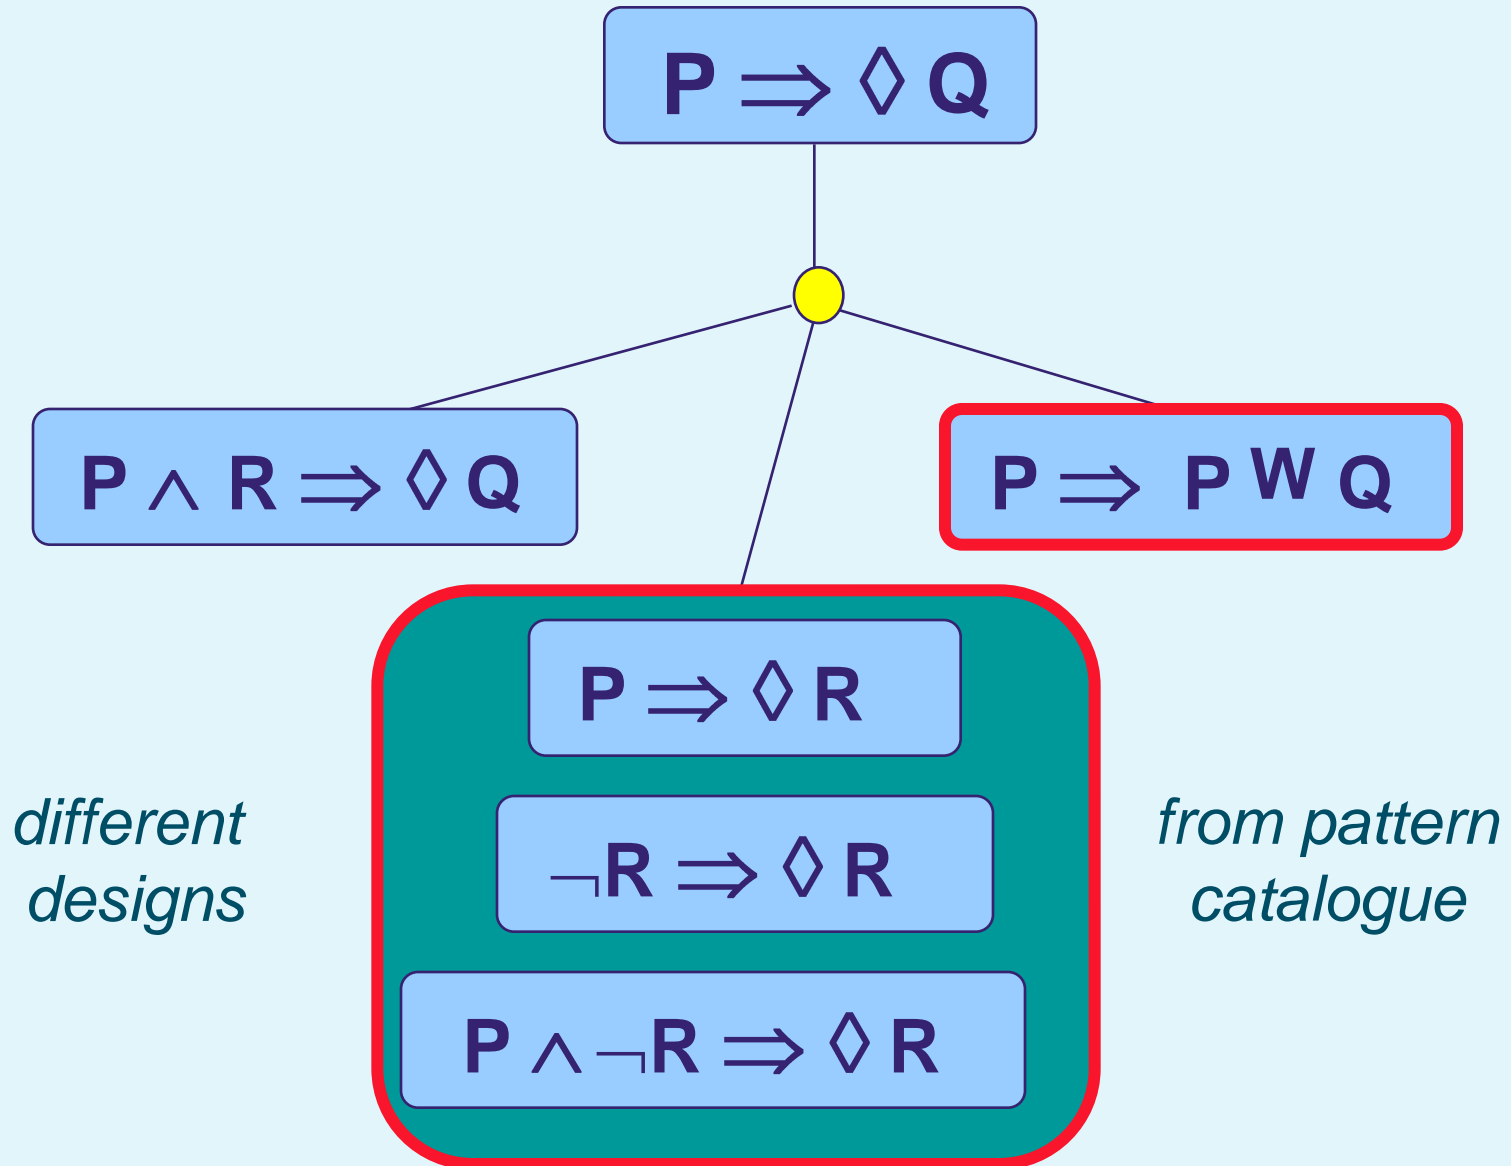 P ⇒ ◊ Q
P ∧ R ⇒ ◊ Q
P ⇒ P W Q
P ⇒ ◊ R
¬R ⇒ ◊ R
P ∧ ¬R ⇒ ◊ R
different
designs
from pattern
catalogue